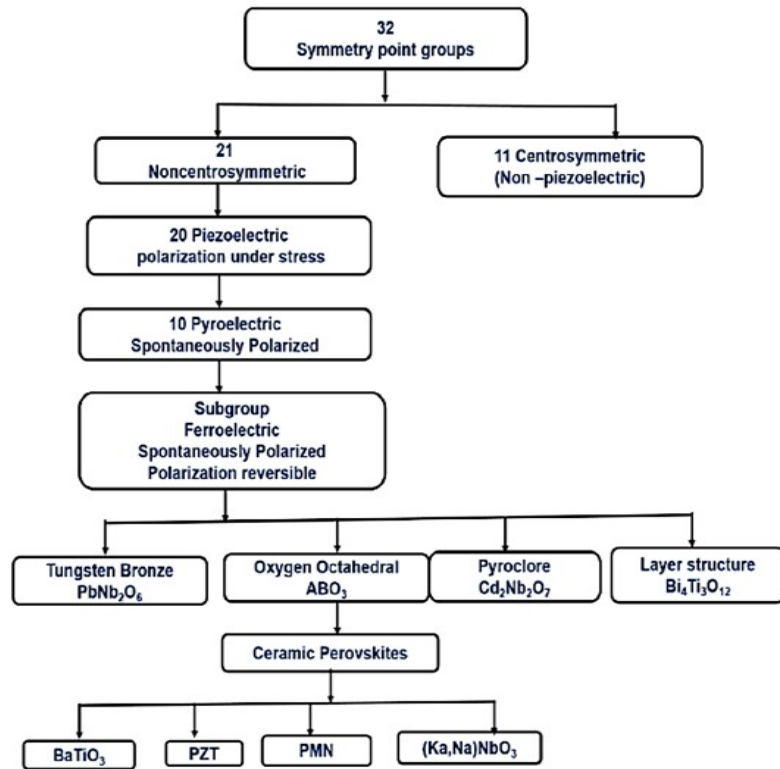 32
Symmetry point groups
21
Noncentrosymmetric
11 Centrosymmetric
(Non –piezoelectric)
20 Piezoelectric
polarization under stress
10 Pyroelectric
Spontaneously Polarized
Subgroup
Ferroelectric
Spontaneously Polarized
Polarization reversible
Tungsten Bronze
PbNb₂O₆
Oxygen Octahedral
ABO₃
Pyroclore
Cd₂Nb₂O₇
Layer structure
Bi₄Ti₃O₁₂
Ceramic Perovskites
BaTiO₃
PZT
PMN
(Ka,Na)NbO₃